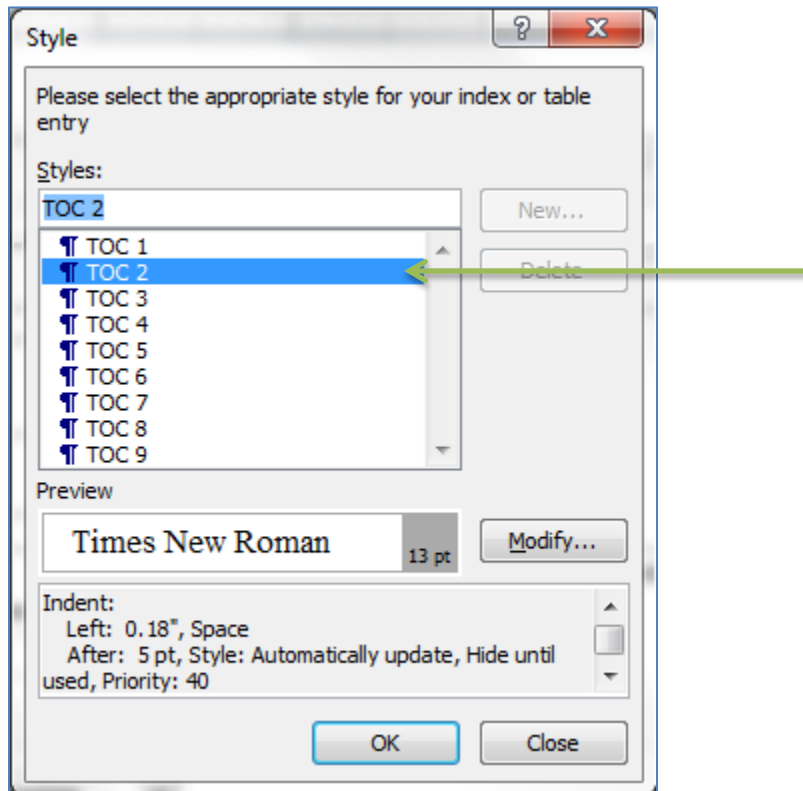 Style
Please select the appropriate style for your index or table
entry
Styles:
TOC 2
New...
¶ TOC 1
¶ TOC 2
Delete
¶ TOC 3
¶ TOC 4
¶ TOC 5
¶ TOC 6
¶ TOC 7
¶ TOC 8
¶ TOC 9
Preview
Times New Roman
13 pt
Modify...
Indent:
Left: 0.18", Space
After: 5 pt, Style: Automatically update, Hide until
used, Priority: 40
OK
Close